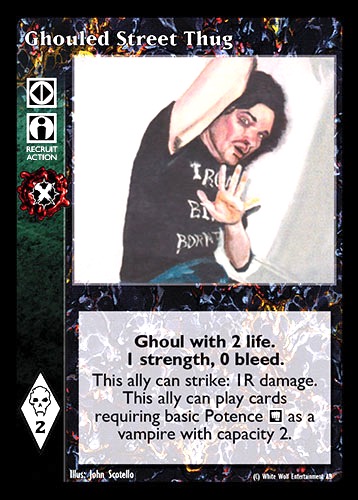 Ghouled Street Thug
RECRUIT
ACTION
X
Ghoul with 2 life.
1 strength, 0 bleed.
This ally can strike: 1R damage.
This ally can play cards
requiring basic Potence as a
vampire with capacity 2.
2
Illus: John Scotello
(C) White Wolf Entertainment AB